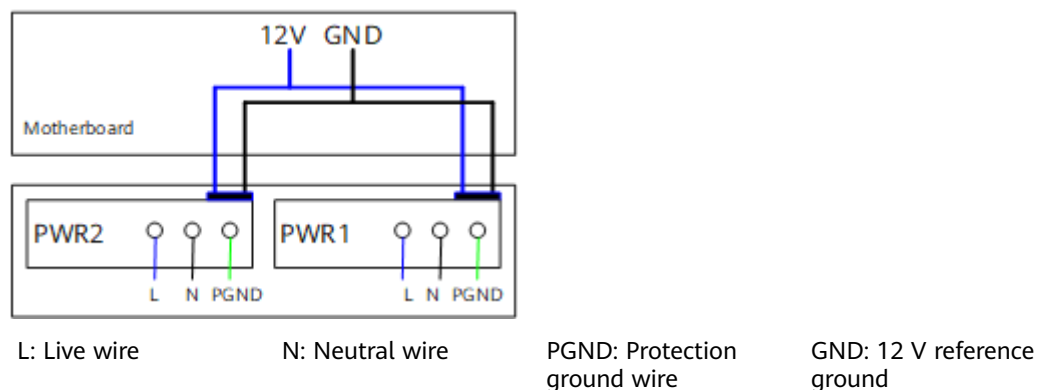 12V GND
Motherboard
PWR2 PWR1
L N PGND L N PGND
L: Live wire N: Neutral wire PGND: Protection GND: 12 V reference
ground wire ground